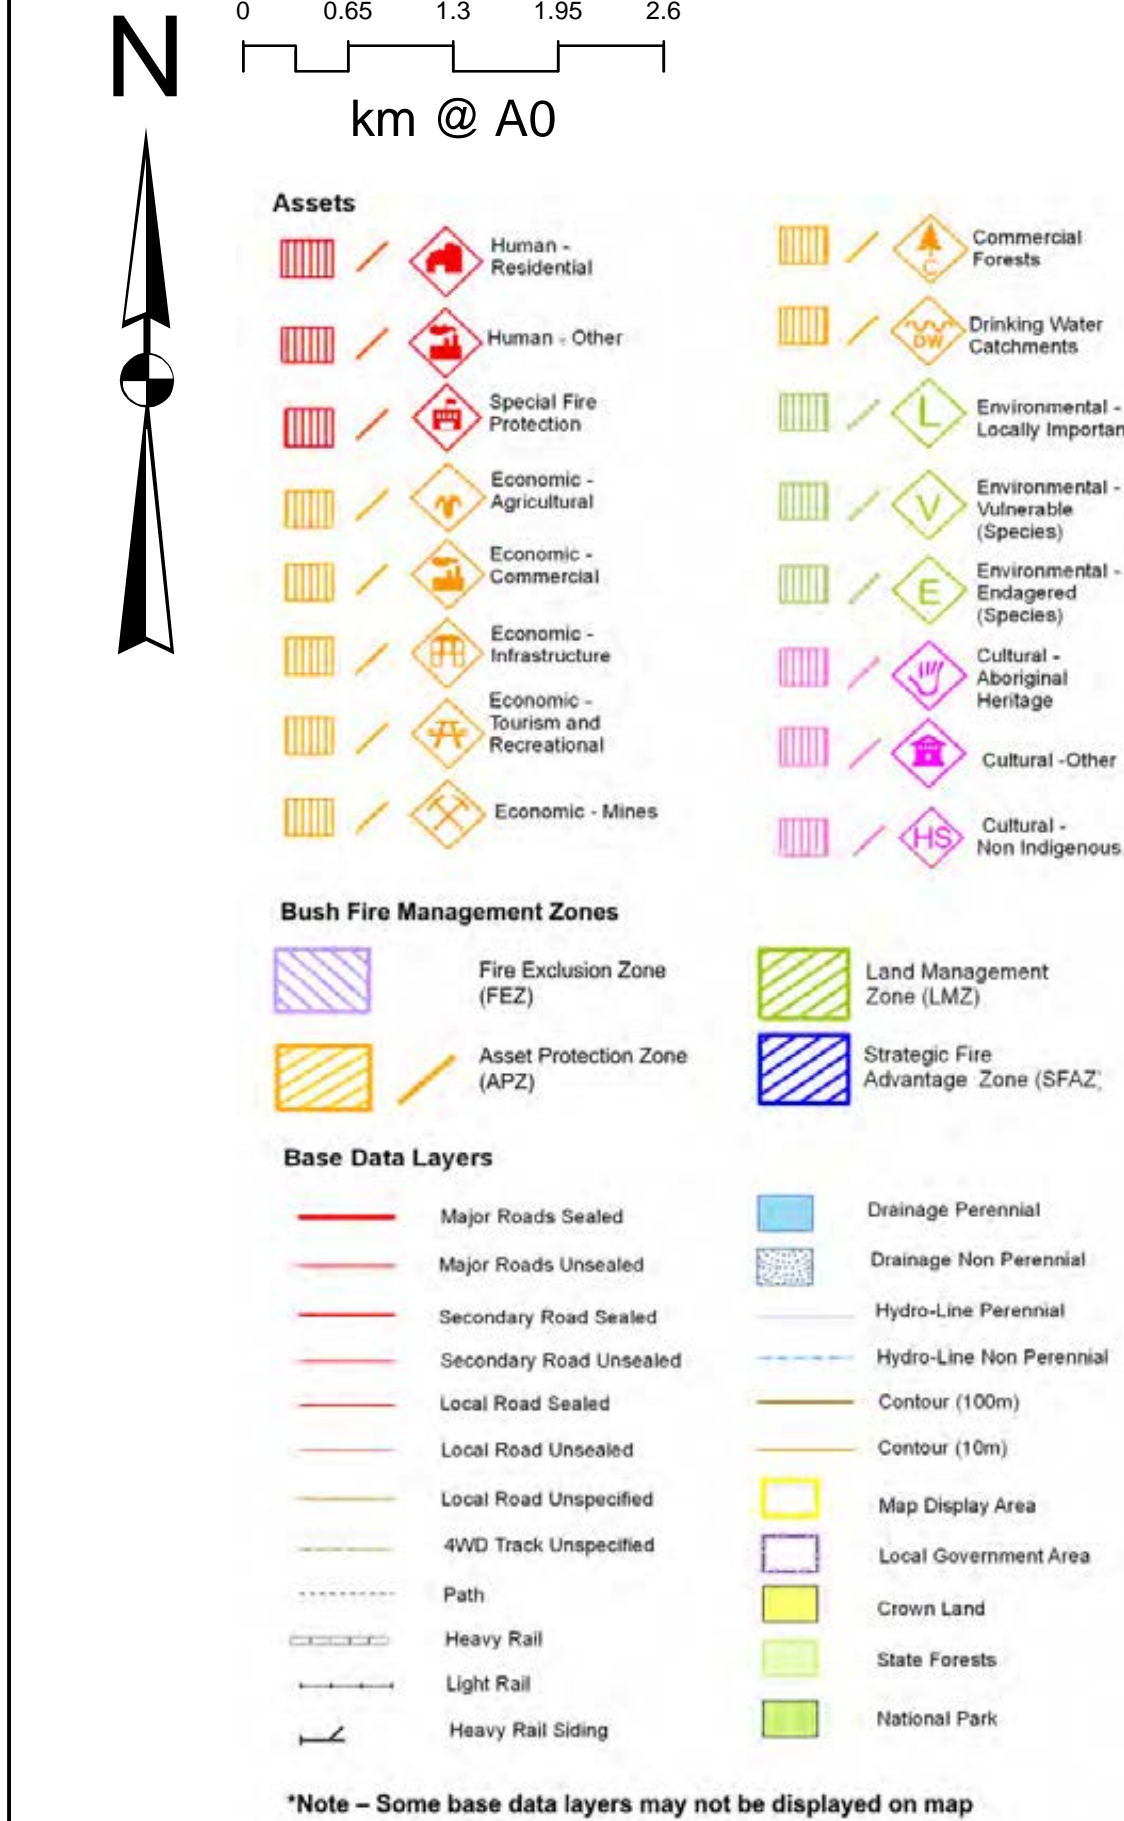 N
0 0.65 1.3 1.95 2.6
km @ A0
Assets
Human -
Residential
Human - Other
Special Fire
Protection
Economic -
Agricultural
Economic -
Commercial
Economic -
Infrastructure
Economic -
Tourism and
Recreational
Economic - Mines
C
Commercial
Forests
DW
Drinking Water
Catchments
L
Environmental -
Locally Importan
V
Environmental -
Vulnerable
(Species)
E
Environmental -
Endagered
(Species)
Cultural -
Aboriginal
Heritage
Cultural -Other
HS
Cultural -
Non Indigenous
Bush Fire Management Zones
Fire Exclusion Zone
(FEZ)
Asset Protection Zone
(APZ)
Land Management
Zone (LMZ)
Strategic Fire
Advantage Zone (SFAZ)
Base Data Layers
Major Roads Sealed
Major Roads Unsealed
Secondary Road Sealed
Secondary Road Unsealed
Local Road Sealed
Local Road Unsealed
Local Road Unspecified
4WD Track Unspecified
Path
Heavy Rail
Light Rail
Heavy Rail Siding
Drainage Perennial
Drainage Non Perennial
Hydro-Line Perennial
Hydro-Line Non Perennial
Contour (100m)
Contour (10m)
Map Display Area
Local Government Area
Crown Land
State Forests
National Park
*Note – Some base data layers may not be displayed on map